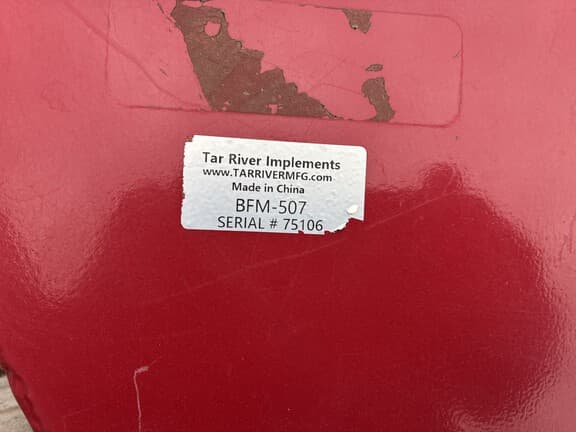 Tar River Implements
www.TARRIVERMFG.com
Made in China
BFM-507
SERIAL # 75106